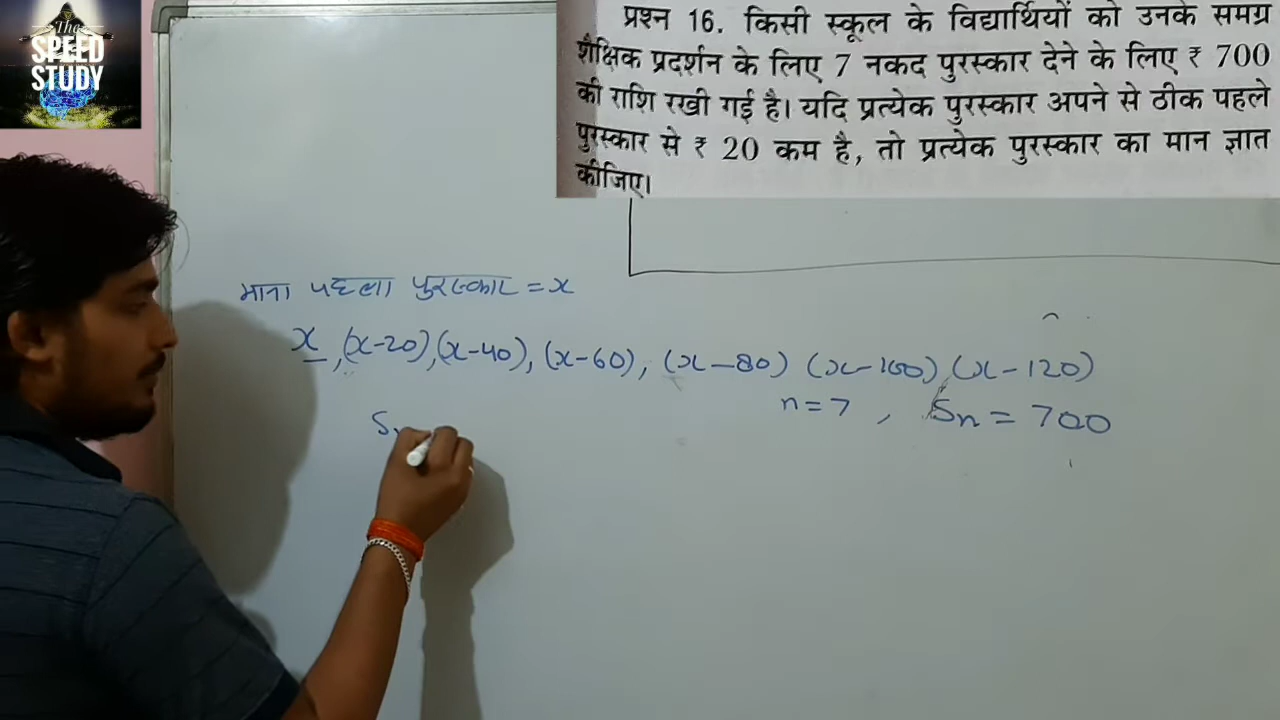 The
SPEED
STUDY
प्रश्न 16. किसी स्कूल के विद्यार्थियों को उनके समग्र
शैक्षिक प्रदर्शन के लिए 7 नकद पुरस्कार देने के लिए ₹ 700
की राशि रखी गई है। यदि प्रत्येक पुरस्कार अपने से ठीक पहले
पुरस्कार से ₹ 20 कम है, तो प्रत्येक पुरस्कार का मान ज्ञात
कीजिए।
माना पहला पुरस्कार = x
x, (x-20), (x-40), (x-60), (x-80) (x-100), (x-120)
n = 7 , Sn = 700
Sn